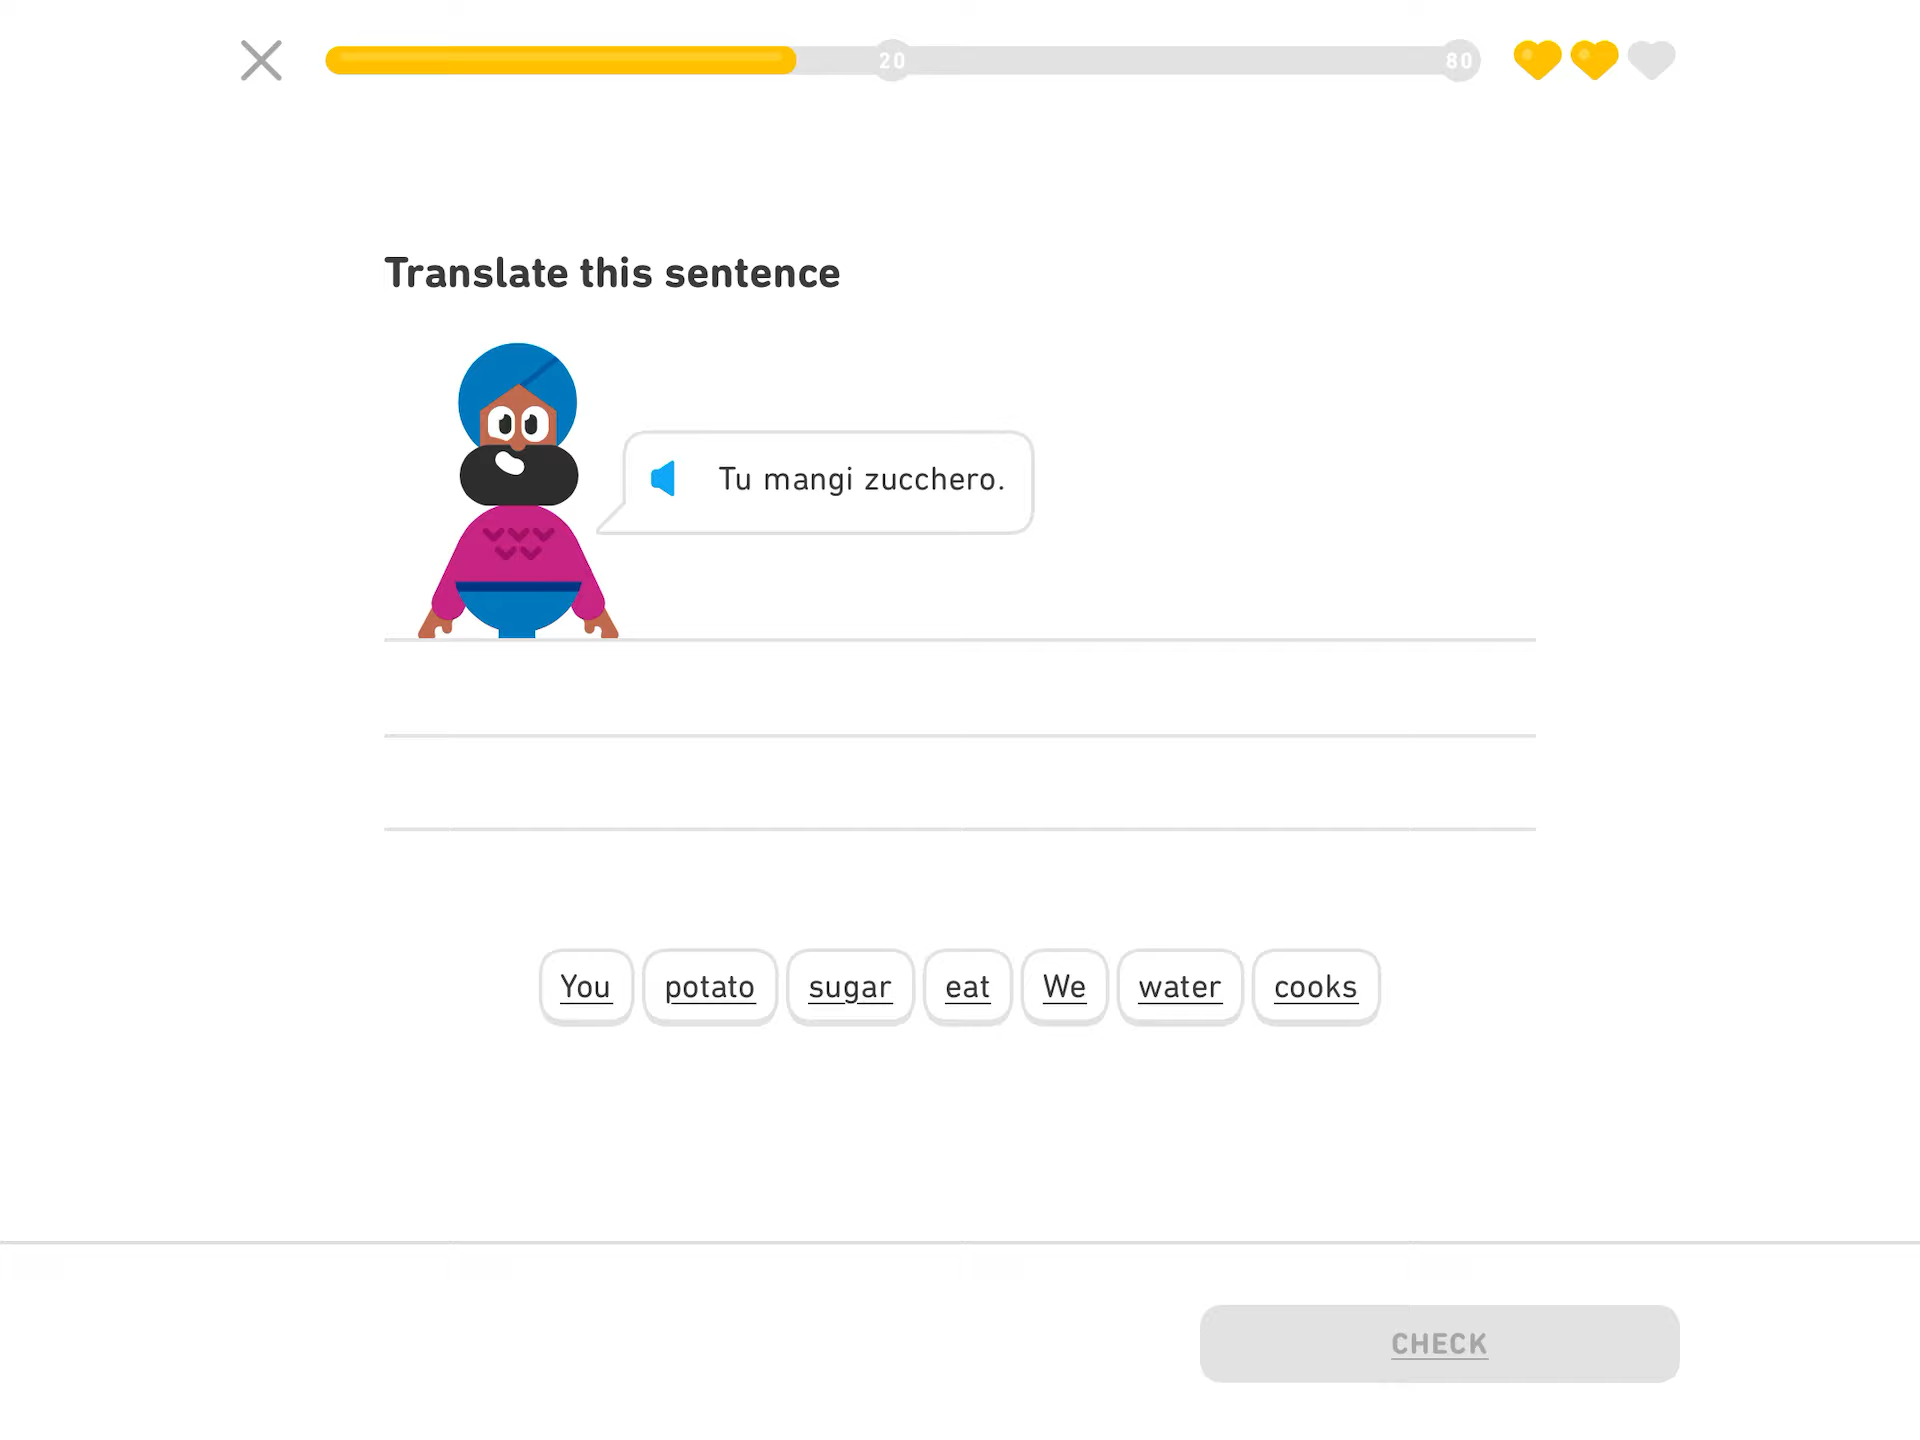 20
80
Translate this sentence
Tu mangi zucchero.
You potato sugar eat We water cooks
CHECK